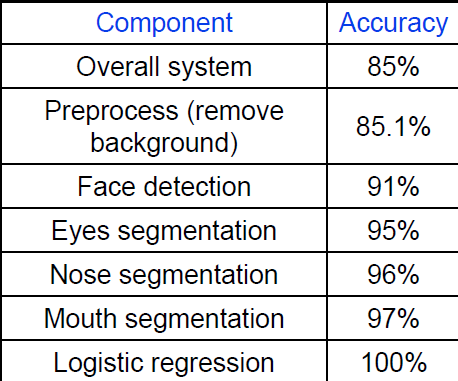 Component Accuracy
Overall system 85%
Preprocess (remove
background) 85.1%
Face detection 91%
Eyes segmentation 95%
Nose segmentation 96%
Mouth segmentation 97%
Logistic regression 100%